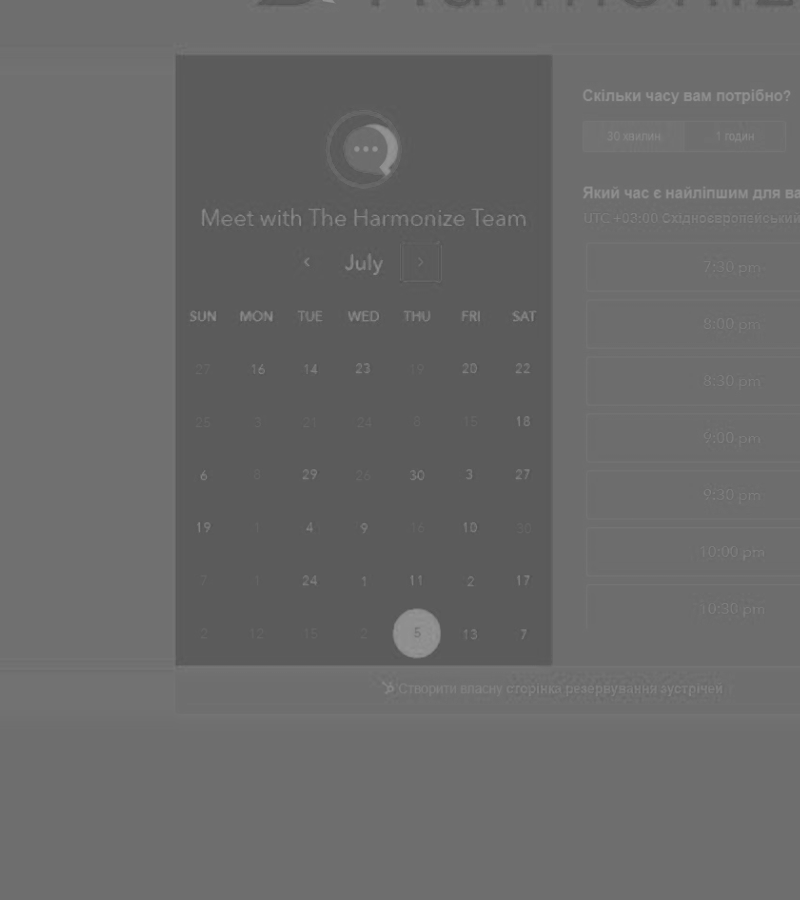 Harmoniz
Скільки часу вам потрібно?
30 хвилин 1 годин
Meet with The Harmonize Team
Який час є найліпшим для ва
UTC +03:00 Східноєвропейський
‹ July ›
7:30 pm
SUN MON TUE WED THU FRI SAT
8:00 pm
27 16 14 23 19 20 22
8:30 pm
25 3 21 24 8 15 18
9:00 pm
6 8 29 26 30 3 27
9:30 pm
19 1 4 9 16 10 30
10:00 pm
7 1 24 1 11 2 17
10:30 pm
2 12 15 2 5 13 7
Створити власну сторінка резервування зустрічей